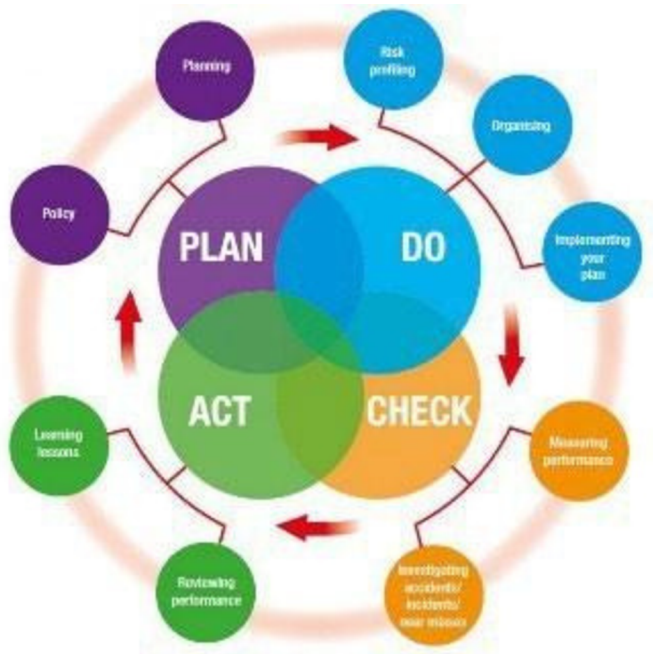 Planning
Risk
profiling
Organising
Policy
Implementing
your
plan
PLAN
DO
ACT
CHECK
Learning
lessons
Measuring
performance
Reviewing
performance
Investigating
accidents/
incidents/
near misses